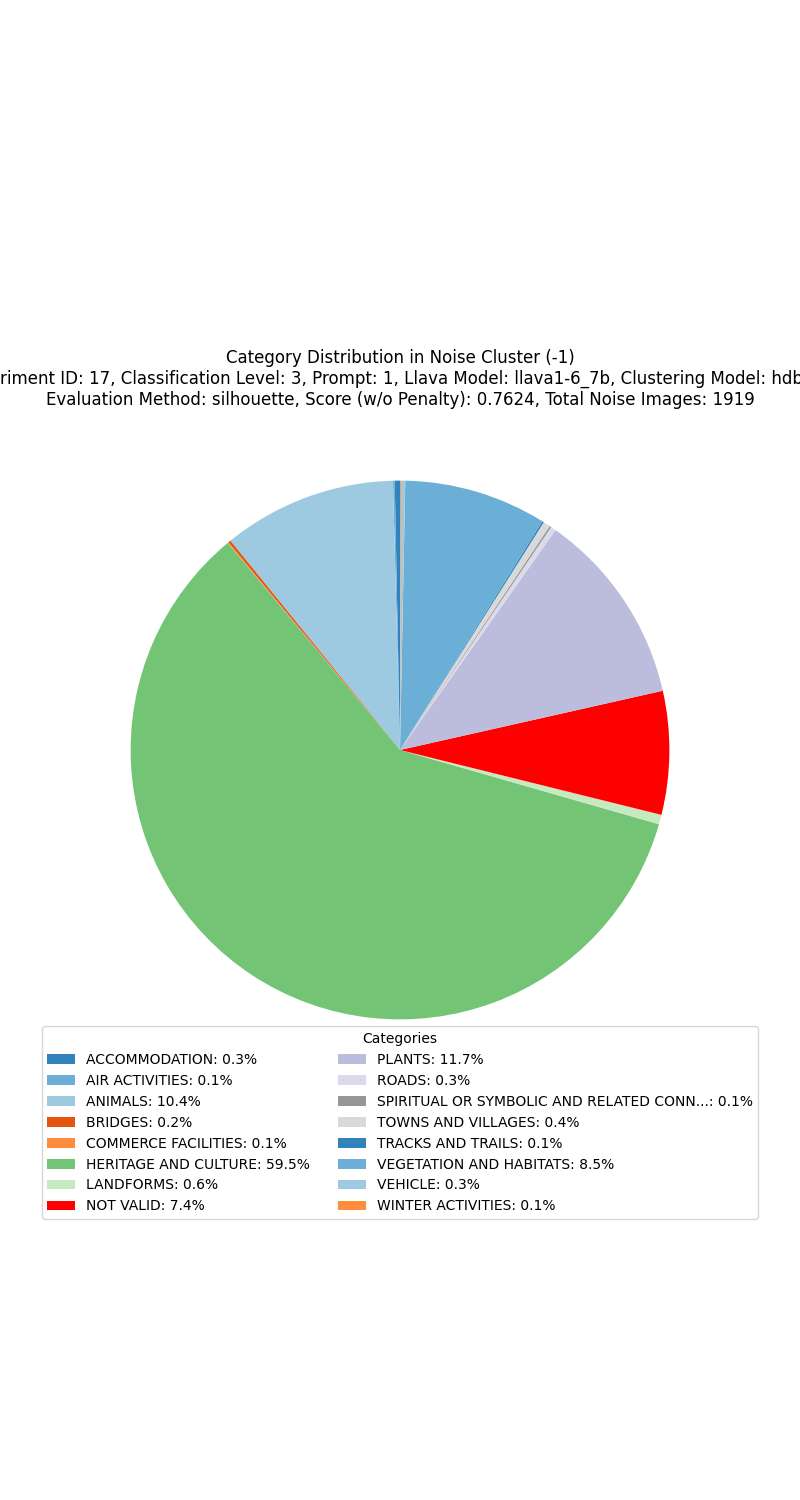 Category Distribution in Noise Cluster (-1)
riment ID: 17, Classification Level: 3, Prompt: 1, Llava Model: llava1-6_7b, Clustering Model: hdb
Evaluation Method: silhouette, Score (w/o Penalty): 0.7624, Total Noise Images: 1919
Categories
ACCOMMODATION: 0.3%
AIR ACTIVITIES: 0.1%
ANIMALS: 10.4%
BRIDGES: 0.2%
COMMERCE FACILITIES: 0.1%
HERITAGE AND CULTURE: 59.5%
LANDFORMS: 0.6%
NOT VALID: 7.4%
PLANTS: 11.7%
ROADS: 0.3%
SPIRITUAL OR SYMBOLIC AND RELATED CONN...: 0.1%
TOWNS AND VILLAGES: 0.4%
TRACKS AND TRAILS: 0.1%
VEGETATION AND HABITATS: 8.5%
VEHICLE: 0.3%
WINTER ACTIVITIES: 0.1%